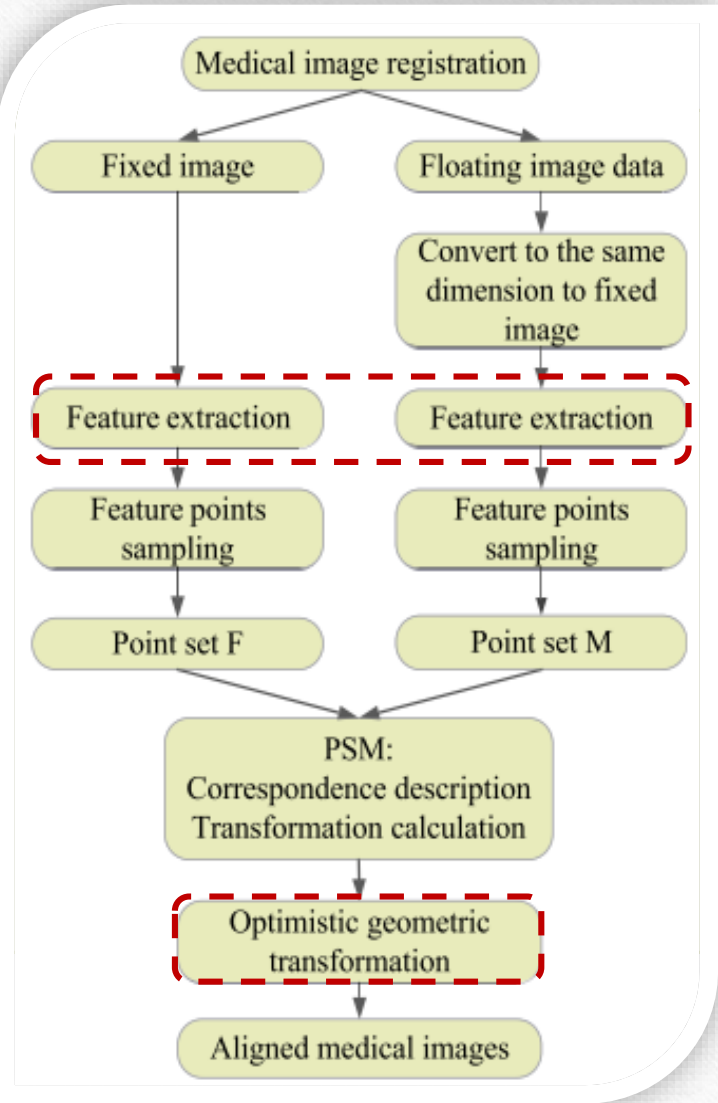 Medical image registration
Fixed image
Floating image data
Convert to the same
dimension to fixed
image
Feature extraction
Feature extraction
Feature points
sampling
Feature points
sampling
Point set F
Point set M
PSM:
Correspondence description
Transformation calculation
Optimistic geometric
transformation
Aligned medical images